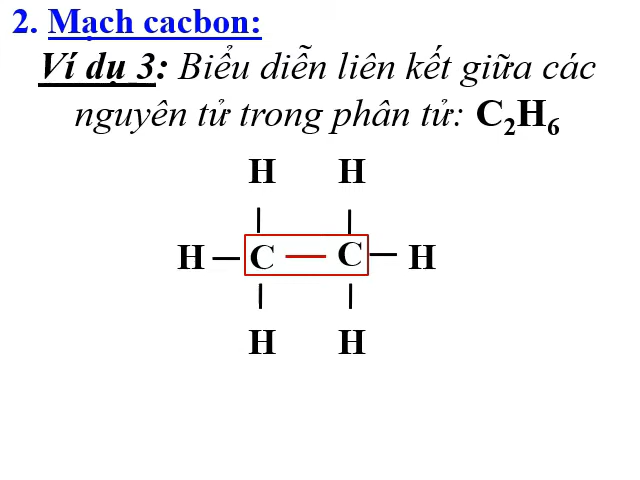 2. Mạch cacbon:
Ví dụ 3: Biểu diễn liên kết giữa các
nguyên tử trong phân tử: C₂H₆
H H
H C C H
H H